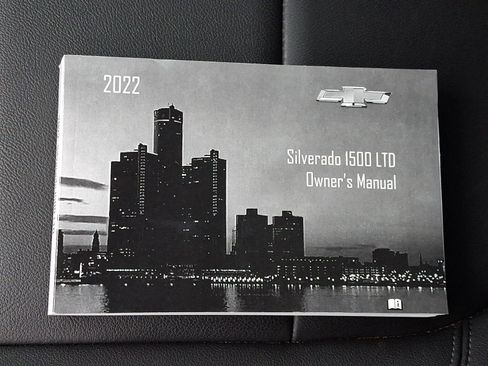 2022
Silverado 1500 LTD
Owner's Manual